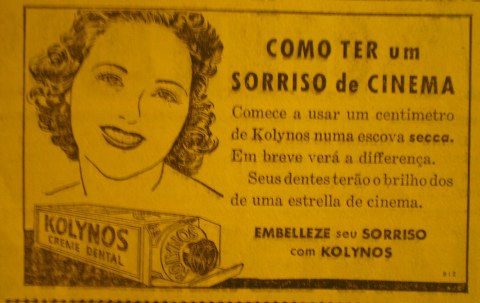 COMO TER um
SORRISO de CINEMA
Comece a usar um centimetro
de Kolynos numa escova secca.
Em breve verá a differença.
Seus dentes terão o brilho dos
de uma estrella de cinema.
EMBELLEZE seu SORRISO
com KOLYNOS
KOLYNOS
CREME DENTAL
KOLYNOS